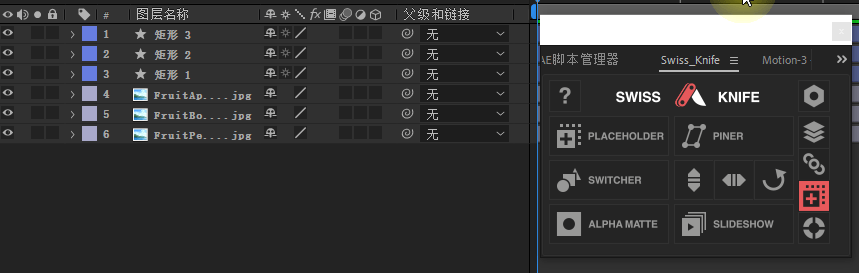 # 图层名称 fx 父级和链接
1 矩形 3 无
2 矩形 2 无
3 矩形 1 无
4 FruitAp....jpg 无
5 FruitBo....jpg 无
6 FruitPe....jpg 无
AE脚本管理器 Swiss_Knife Motion-3
? SWISS KNIFE
PLACEHOLDER PINER
SWITCHER
ALPHA MATTE SLIDESHOW